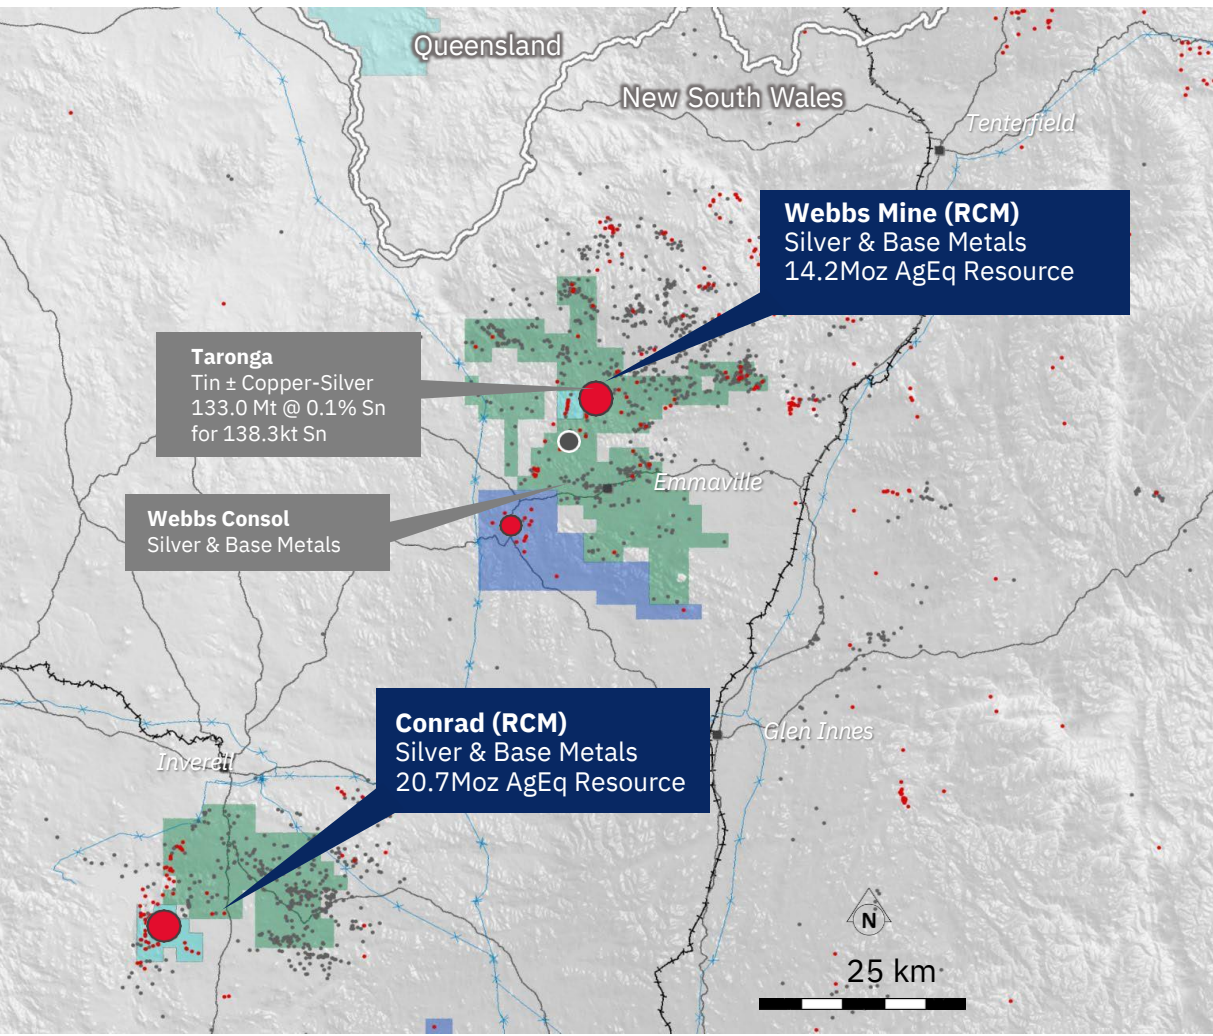 Queensland
New South Wales
Tenterfield
Webbs Mine (RCM)
Silver & Base Metals
14.2Moz AgEq Resource
Taronga
Tin ± Copper-Silver
133.0 Mt @ 0.1% Sn
for 138.3kt Sn
Emmaville
Webbs Consol
Silver & Base Metals
Conrad (RCM)
Silver & Base Metals
20.7Moz AgEq Resource
Glen Innes
Inverell
N
25 km